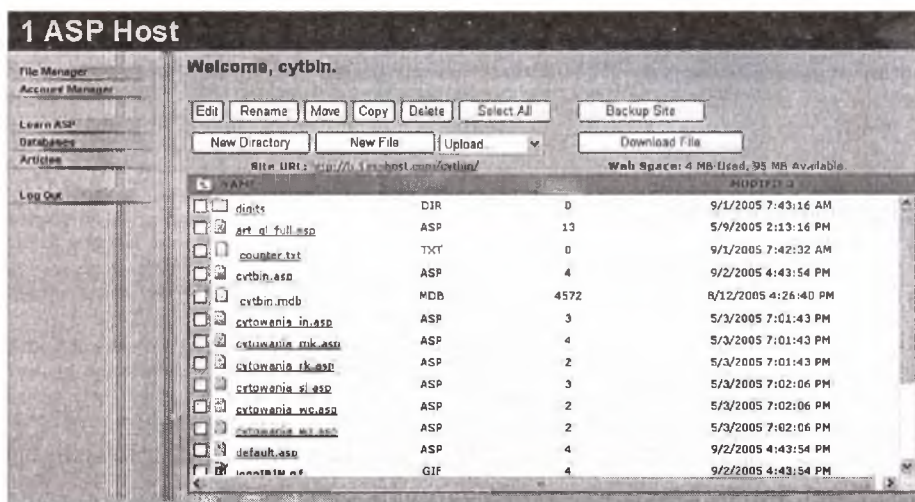 1 ASP Host
File Manager
Account Manager
Learn ASP
Databases
Articles
Log Out
Welcome, cytbin.
Edit Rename Move Copy Delete Select All Backup Site
New Directory New File Upload... Download File
Site URL: Web Space: 4 MB Used, 95 MB Available.
NAME MODIFIED
digits DIR 0 9/1/2005 7:43:16 AM
art_gl_full.asp ASP 13 5/9/2005 2:13:16 PM
counter.txt TXT 0 9/1/2005 7:42:32 AM
cytbin.asp ASP 4 9/2/2005 4:43:54 PM
cytbin.mdb MDB 4572 8/12/2005 4:26:40 PM
cytowania_in.asp ASP 3 5/3/2005 7:01:43 PM
cytowania_mk.asp ASP 4 5/3/2005 7:01:43 PM
cytowania_rk.asp ASP 2 5/3/2005 7:01:43 PM
cytowania_sl.asp ASP 3 5/3/2005 7:02:06 PM
cytowania_wc.asp ASP 2 5/3/2005 7:02:06 PM
ASP 2 5/3/2005 7:02:06 PM
default.asp ASP 4 9/2/2005 4:43:54 PM
GIF 4 9/2/2005 4:43:54 PM